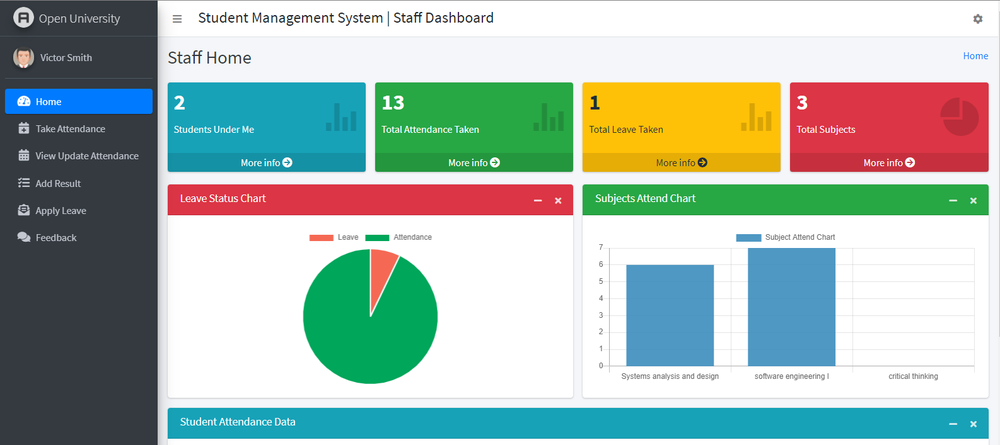 Open University
Student Management System | Staff Dashboard
Victor Smith
Home
Take Attendance
View Update Attendance
Add Result
Apply Leave
Feedback
Staff Home
Home
2
Students Under Me
More info
13
Total Attendance Taken
More info
1
Total Leave Taken
More info
3
Total Subjects
More info
Leave Status Chart
Leave Attendance
Subjects Attend Chart
Subject Attend Chart
7
6
5
4
3
2
1
0
Systems analysis and design software engineering I critical thinking
Student Attendance Data